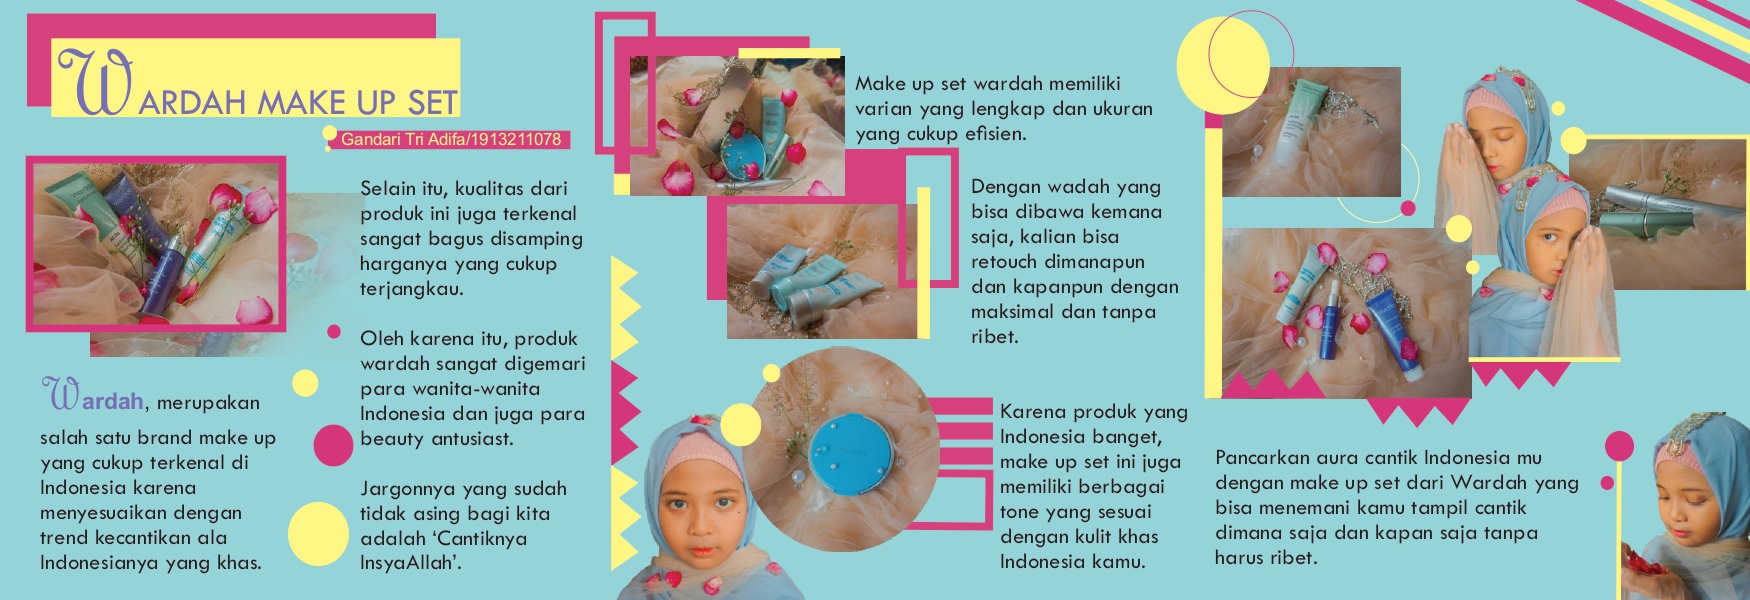 WARDAH MAKE UP SET
Gandari Tri Adifa/1913211078
Wardah, merupakan
salah satu brand make up
yang cukup terkenal di
Indonesia karena
menyesuaikan dengan
trend kecantikan ala
Indonesianya yang khas.
Selain itu, kualitas dari
produk ini juga terkenal
sangat bagus disamping
harganya yang cukup
terjangkau.
Oleh karena itu, produk
wardah sangat digemari
para wanita-wanita
Indonesia dan juga para
beauty antusiast.
Jargonnya yang sudah
tidak asing bagi kita
adalah ‘Cantiknya
InsyaAllah’.
Make up set wardah memiliki
varian yang lengkap dan ukuran
yang cukup efisien.
Dengan wadah yang
bisa dibawa kemana
saja, kalian bisa
retouch dimanapun
dan kapanpun dengan
maksimal dan tanpa
ribet.
Karena produk yang
Indonesia banget,
make up set ini juga
memiliki berbagai
tone yang sesuai
dengan kulit khas
Indonesia kamu.
Pancarkan aura cantik Indonesia mu
dengan make up set dari Wardah yang
bisa menemani kamu tampil cantik
dimana saja dan kapan saja tanpa
harus ribet.